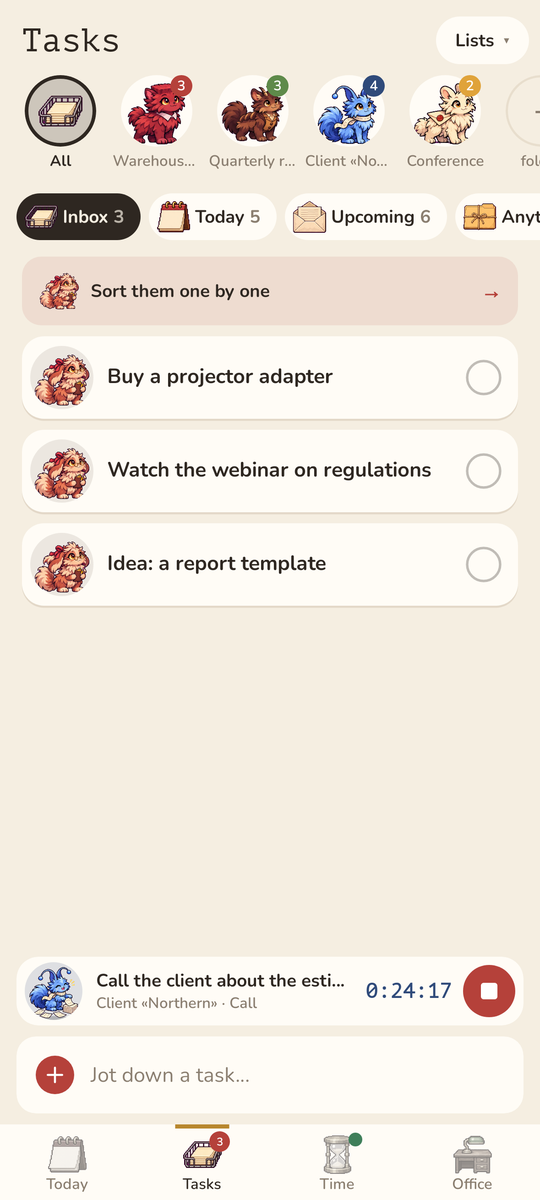 Tasks
Lists ▾
3
3
4
2
All
Warehous...
Quarterly r...
Client «No...
Conference
fol
Inbox 3
Today 5
Upcoming 6
Anyt
Sort them one by one →
Buy a projector adapter
Watch the webinar on regulations
Idea: a report template
Call the client about the esti...
Client «Northern» · Call
0:24:17
Jot down a task...
3
Today
Tasks
Time
Office